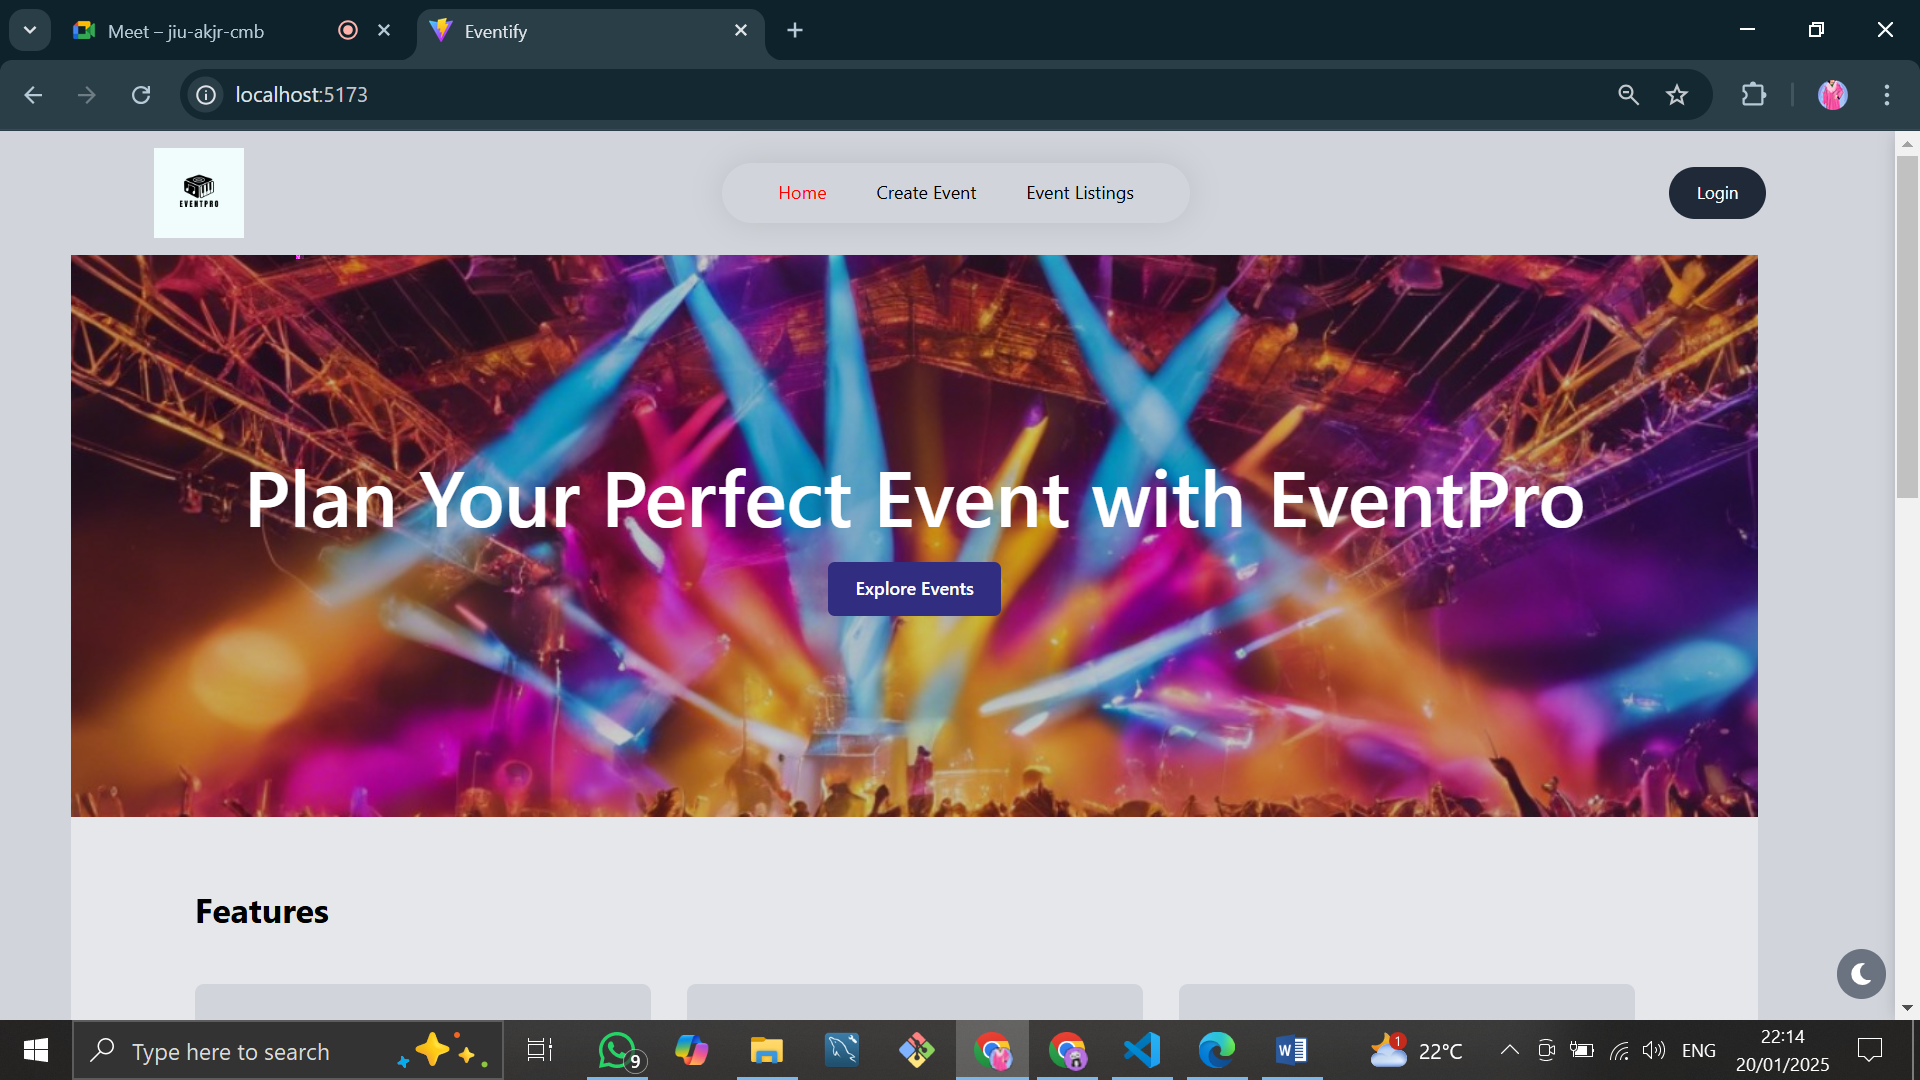 Meet – jiu-akjr-cmb
Eventify
localhost:5173
EVENTPRO
Home
Create Event
Event Listings
Login
Plan Your Perfect Event with EventPro
Explore Events
Features
Type here to search
9
1
22°C
ENG
22:14
20/01/2025